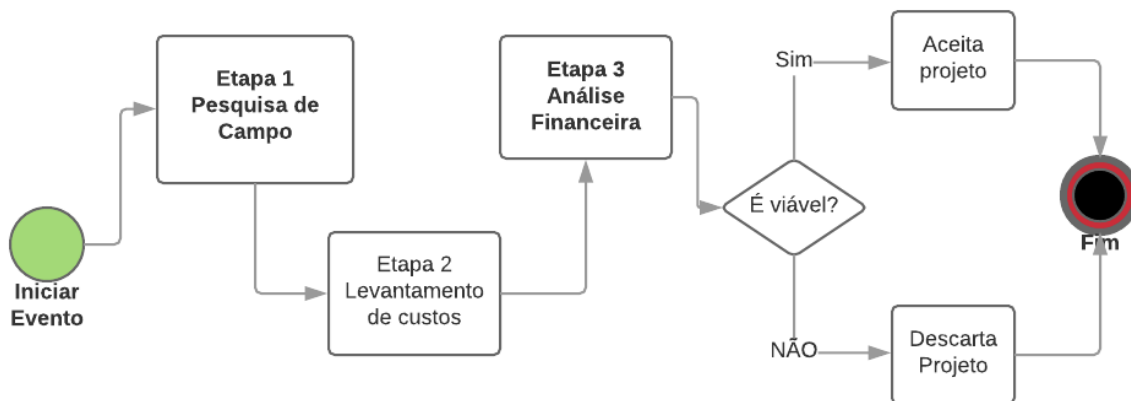 Iniciar
Evento
Etapa 1
Pesquisa de
Campo
Etapa 2
Levantamento
de custos
Etapa 3
Análise
Financeira
É viável?
Sim
Aceita
projeto
NÃO
Descarta
Projeto
Fim